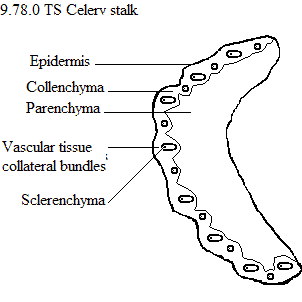 9.78.0 TS Celery stalk
Epidermis
Collenchyma
Parenchyma
Vascular tissue
collateral bundles
Sclerenchyma